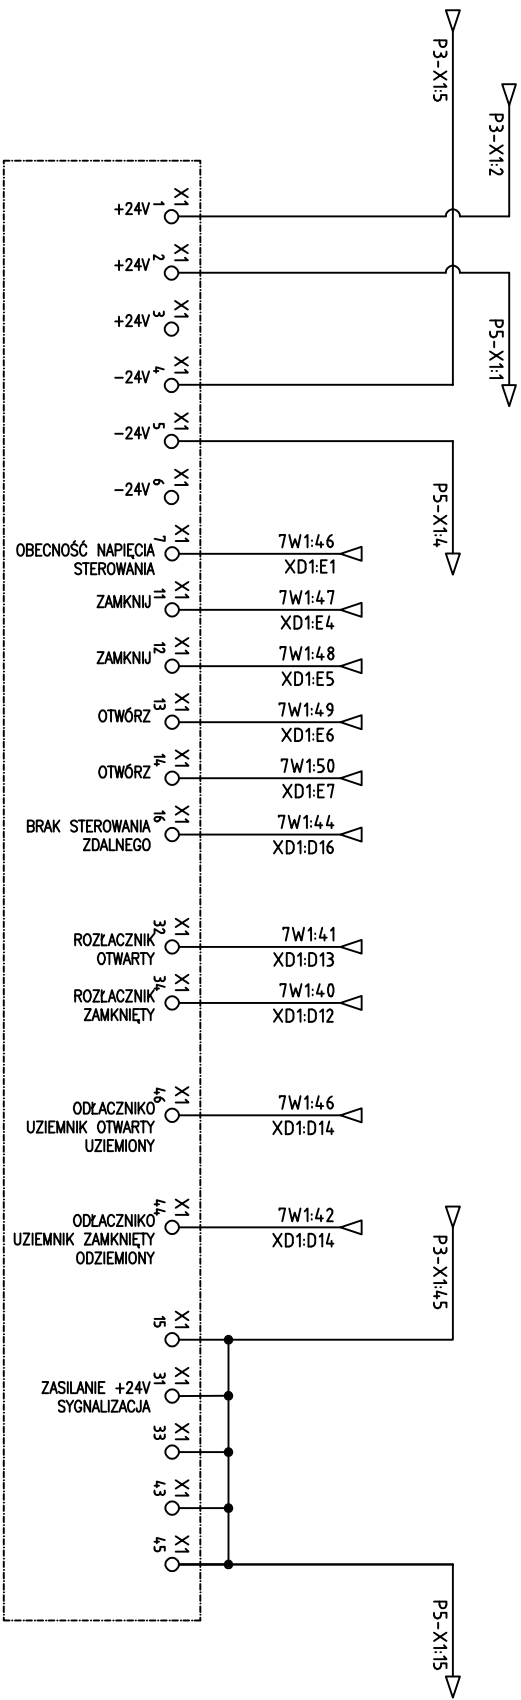 P3-X1:5
P3-X1:2
X1
1
+24V
X1
2
+24V
P5-X1:1
X1
3
+24V
X1
4
-24V
X1
5
-24V
P5-X1:4
X1
6
-24V
X1
7
OBECNOŚĆ NAPIĘCIA
STEROWANIA
7W1:46
XD1:E1
X1
11
ZAMKNIJ
7W1:47
XD1:E4
X1
12
ZAMKNIJ
7W1:48
XD1:E5
X1
13
OTWÓRZ
7W1:49
XD1:E6
X1
14
OTWÓRZ
7W1:50
XD1:E7
X1
16
BRAK STEROWANIA
ZDALNEGO
7W1:44
XD1:D16
X1
32
ROZŁACZNIK
OTWARTY
7W1:41
XD1:D13
X1
34
ROZŁACZNIK
ZAMKNIĘTY
7W1:40
XD1:D12
X1
46
ODŁACZNIKO
UZIEMNIK OTWARTY
UZIEMIONY
7W1:46
XD1:D14
X1
44
ODŁACZNIKO
UZIEMNIK ZAMKNIĘTY
ODZIEMIONY
7W1:42
XD1:D14
P3-X1:45
X1
15
X1
31
ZASILANIE +24V
SYGNALIZACJA
X1
33
X1
43
X1
45
P5-X1:15